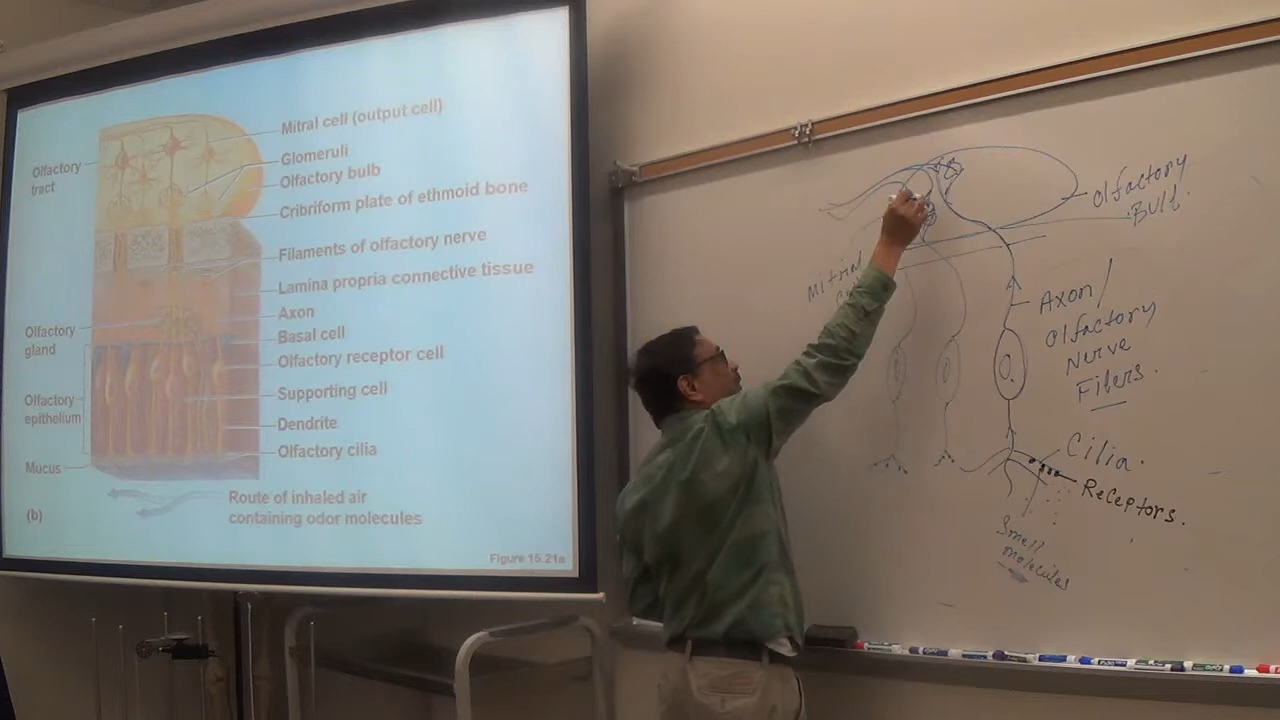 Mitral cell (output cell)
Glomeruli
Olfactory
tract
Olfactory bulb
Cribriform plate of ethmoid bone
Filaments of olfactory nerve
Lamina propria connective tissue
Axon
Olfactory
gland
Basal cell
Olfactory receptor cell
Supporting cell
Olfactory
epithelium
Dendrite
Olfactory cilia
Mucus
Route of inhaled air
containing odor molecules
(b)
Figure 15.21a
Olfactory
Bulb
Axon/
Olfactory
Nerve
Fibers.
Cilia.
Receptors.
Smell
molecules